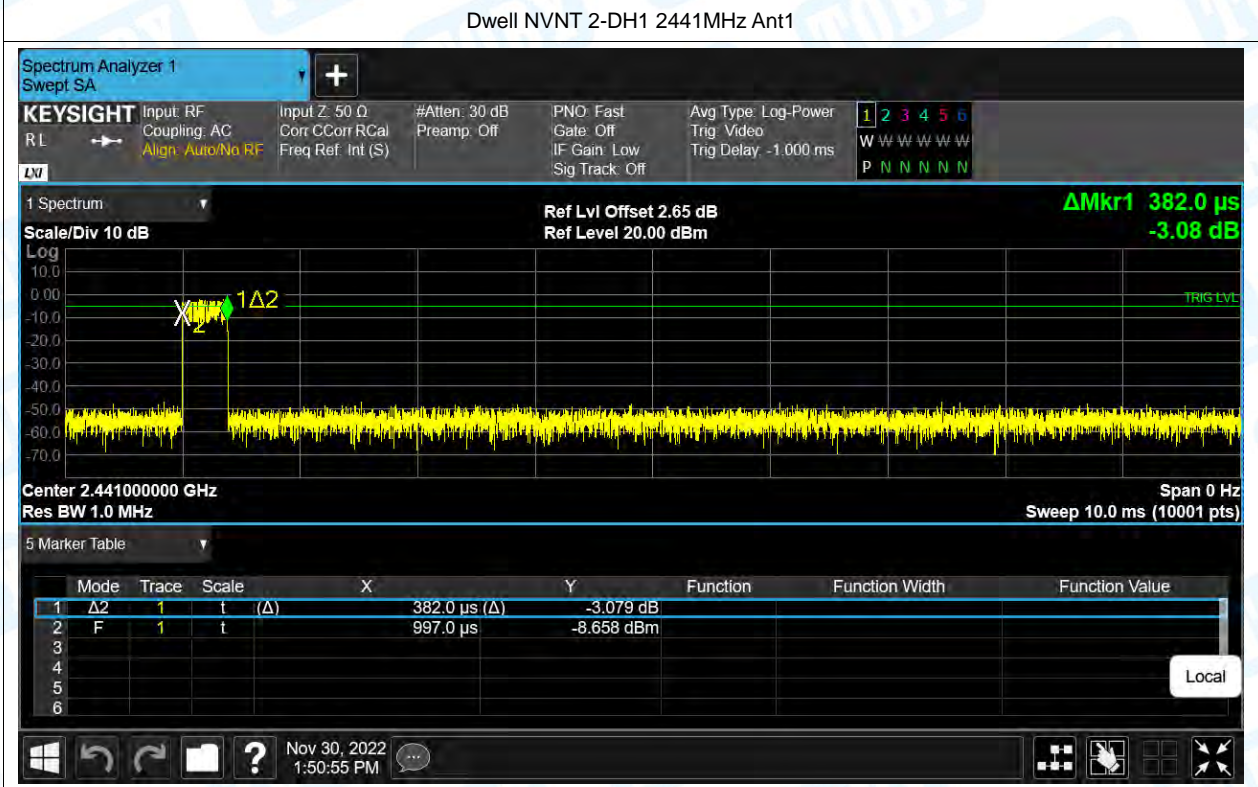 Dwell NVNT 2-DH1 2441MHz Ant1
Spectrum Analyzer 1
Swept SA
+
KEYSIGHT Input: RF Input Z: 50 Ω #Atten: 30 dB PNO: Fast Avg Type: Log-Power 1 2 3 4 5 6
R L Coupling: AC Corr CCorr RCal Preamp: Off Gate: Off Trig: Video W W W W W W
Align: Auto/No RF Freq Ref: Int (S) IF Gain: Low Trig Delay: -1.000 ms P N N N N N
LXI Sig Track: Off
1 Spectrum
Scale/Div 10 dB
Ref Lvl Offset 2.65 dB
Ref Level 20.00 dBm
ΔMkr1 382.0 µs
-3.08 dB
Log
10.0
0.00
-10.0
-20.0
-30.0
-40.0
-50.0
-60.0
-70.0
X2
1Δ2
TRIG LVL
Center 2.441000000 GHz Span 0 Hz
Res BW 1.0 MHz Sweep 10.0 ms (10001 pts)
5 Marker Table
Mode Trace Scale X Y Function Function Width Function Value
1 Δ2 1 t (Δ) 382.0 µs (Δ) -3.079 dB
2 F 1 t 997.0 µs -8.658 dBm
3
4
5
6
Local
? Nov 30, 2022
1:50:55 PM